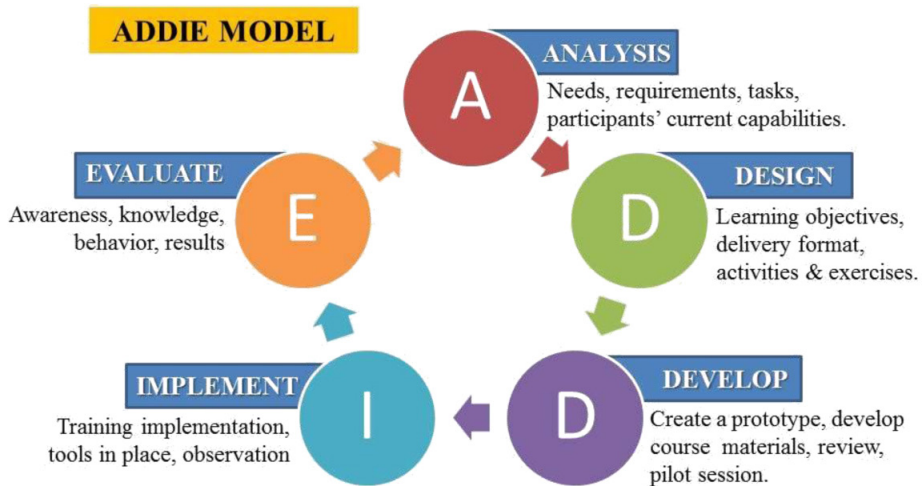 ADDIE MODEL
A
ANALYSIS
Needs, requirements, tasks,
participants’ current capabilities.
D
DESIGN
Learning objectives,
delivery format,
activities & exercises.
D
DEVELOP
Create a prototype, develop
course materials, review,
pilot session.
I
IMPLEMENT
Training implementation,
tools in place, observation
E
EVALUATE
Awareness, knowledge,
behavior, results